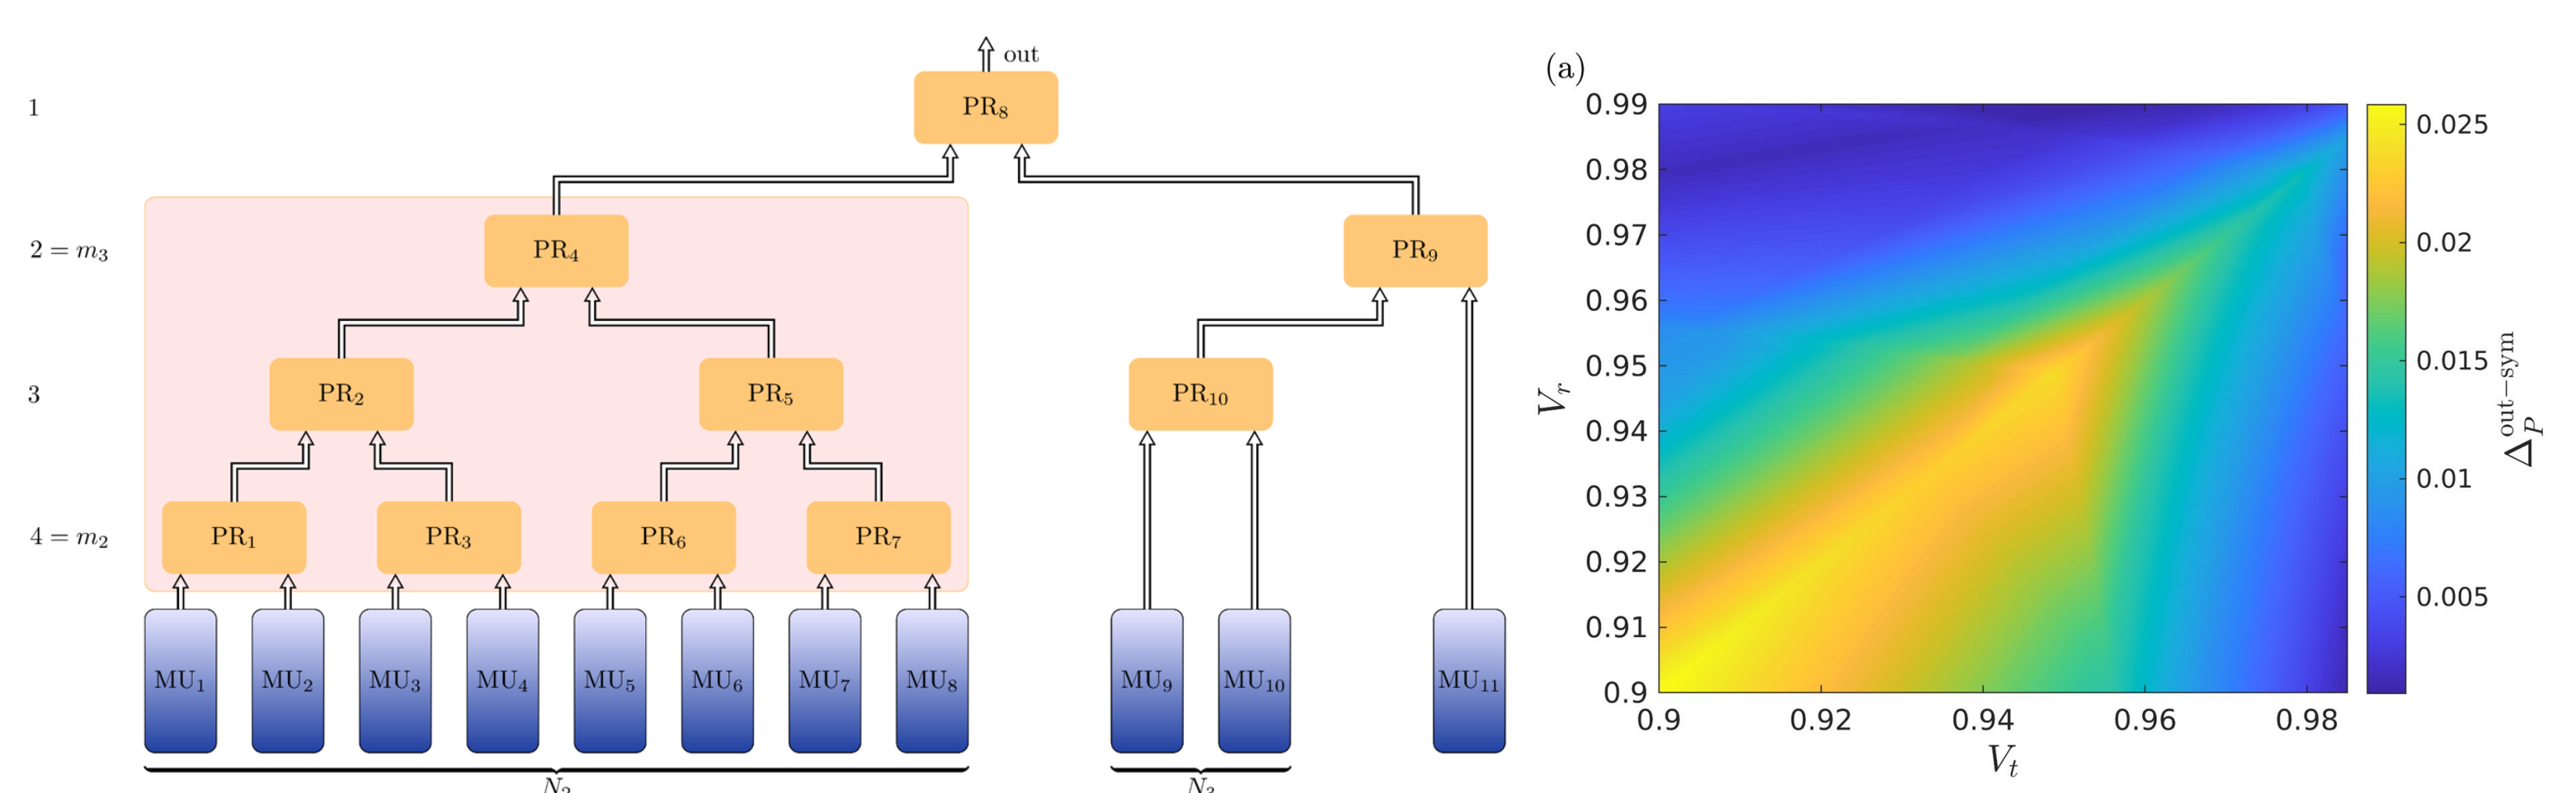 out
1
PR₈
2 = m₃
PR₄
PR₉
3
PR₂
PR₅
PR₁₀
4 = m₂
PR₁
PR₃
PR₆
PR₇
MU₁
MU₂
MU₃
MU₄
MU₅
MU₆
MU₇
MU₈
MU₉
MU₁₀
MU₁₁
N₂
N₃
(a)
0.99
0.98
0.97
0.96
0.95
0.94
0.93
0.92
0.91
0.9
Vᵣ
0.9 0.92 0.94 0.96 0.98
Vₜ
0.025
0.02
0.015
0.01
0.005
Δ_P^{out−sym}